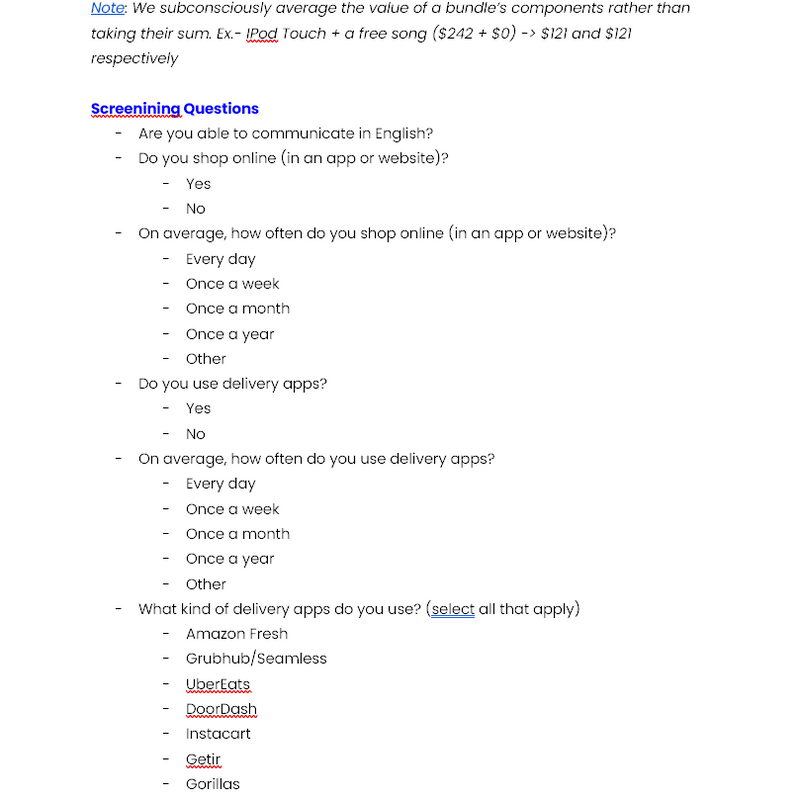 Note: We subconsciously average the value of a bundle's components rather than
taking their sum. Ex.- IPod Touch + a free song ($242 + $0) -> $121 and $121
respectively
Screenining Questions
- Are you able to communicate in English?
- Do you shop online (in an app or website)?
- Yes
- No
- On average, how often do you shop online (in an app or website)?
- Every day
- Once a week
- Once a month
- Once a year
- Other
- Do you use delivery apps?
- Yes
- No
- On average, how often do you use delivery apps?
- Every day
- Once a week
- Once a month
- Once a year
- Other
- What kind of delivery apps do you use? (select all that apply)
- Amazon Fresh
- Grubhub/Seamless
- UberEats
- DoorDash
- Instacart
- Getir
- Gorillas